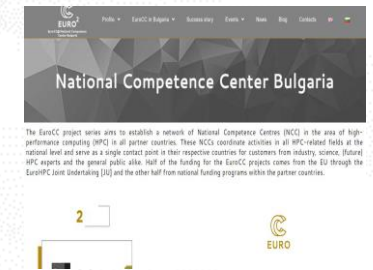 EURO²
Profile
EuroCC in Bulgaria
Success story
Events
News
Blog
Contacts
National Competence Center Bulgaria
The EuroCC project series aims to establish a network of National Competence Centres (NCC) in the area of high-
performance computing (HPC) in all partner countries. These NCCs coordinate activities in all HPC-related fields at the
national level and serve as a single contact point in their respective countries for customers from industry, science, (future)
HPC experts and the general public alike. Half of the funding for the EuroCC projects comes from the EU through the
EuroHPC Joint Undertaking (JU) and the other half from national funding programs within the partner countries.
2
EURO